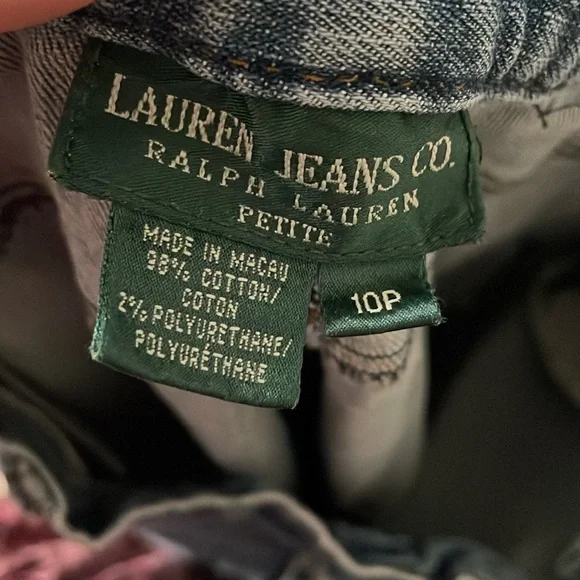 LAUREN JEANS CO.
RALPH LAUREN
PETITE
MADE IN MACAU
98% COTTON/
COTON
2% POLYURETHANE/
POLYURÉTHANE
10P